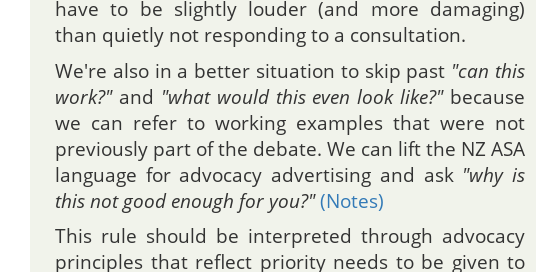 have to be slightly louder (and more damaging)
than quietly not responding to a consultation.
We're also in a better situation to skip past "can this
work?" and "what would this even look like?" because
we can refer to working examples that were not
previously part of the debate. We can lift the NZ ASA
language for advocacy advertising and ask "why is
this not good enough for you?" (Notes)
This rule should be interpreted through advocacy
principles that reflect priority needs to be given to